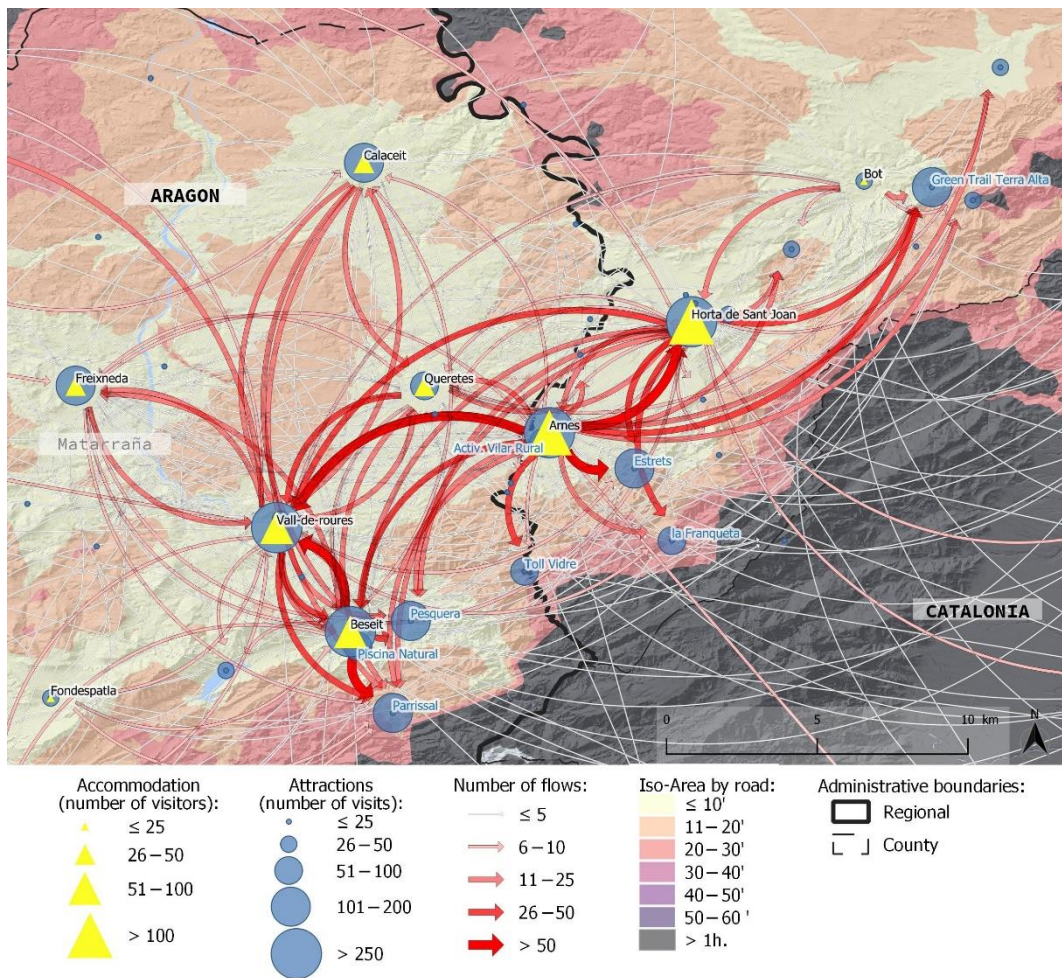 Calaceit
ARAGON
Bot
Green Trail Terra Alta
Horta de Sant Joan
Freixneda
Queretes
Matarraña
Arnes
Activ. Vilar Rural
Estrets
Vall-de-roures
la Franqueta
Toll Vidre
Pesquera
CATALONIA
Beseit
Piscina Natural
Fondespatla
Parrissal
N
0 5 10 km
Accommodation
(number of visitors):
≤ 25
26−50
51−100
> 100
Attractions
(number of visits):
≤ 25
26−50
51−100
101−200
> 250
Number of flows:
≤ 5
6−10
11−25
26−50
> 50
Iso-Area by road:
≤ 10'
11−20'
20−30'
30−40'
40−50'
50−60 '
> 1h.
Administrative boundaries:
Regional
County